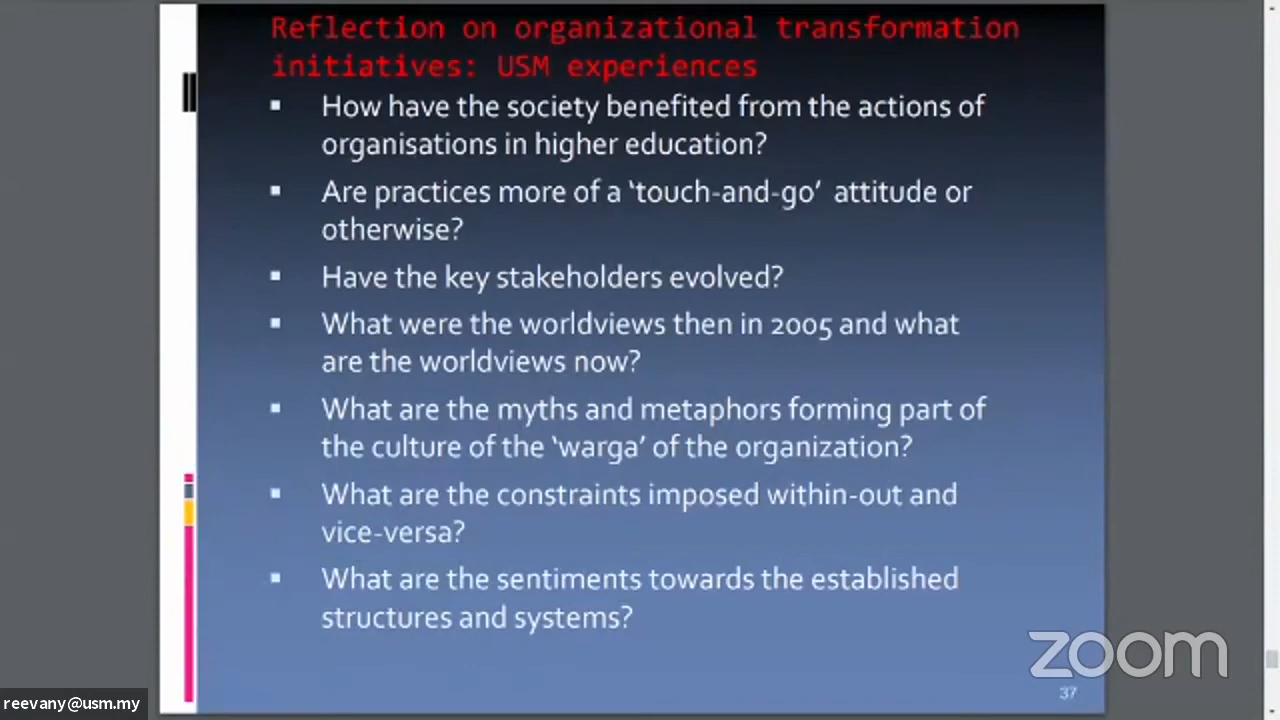 Reflection on organizational transformation
initiatives: USM experiences
▪ How have the society benefited from the actions of
organisations in higher education?
▪ Are practices more of a ‘touch-and-go’ attitude or
otherwise?
▪ Have the key stakeholders evolved?
▪ What were the worldviews then in 2005 and what
are the worldviews now?
▪ What are the myths and metaphors forming part of
the culture of the ‘warga’ of the organization?
▪ What are the constraints imposed within-out and
vice-versa?
▪ What are the sentiments towards the established
structures and systems?
zoom
37
reevany@usm.my